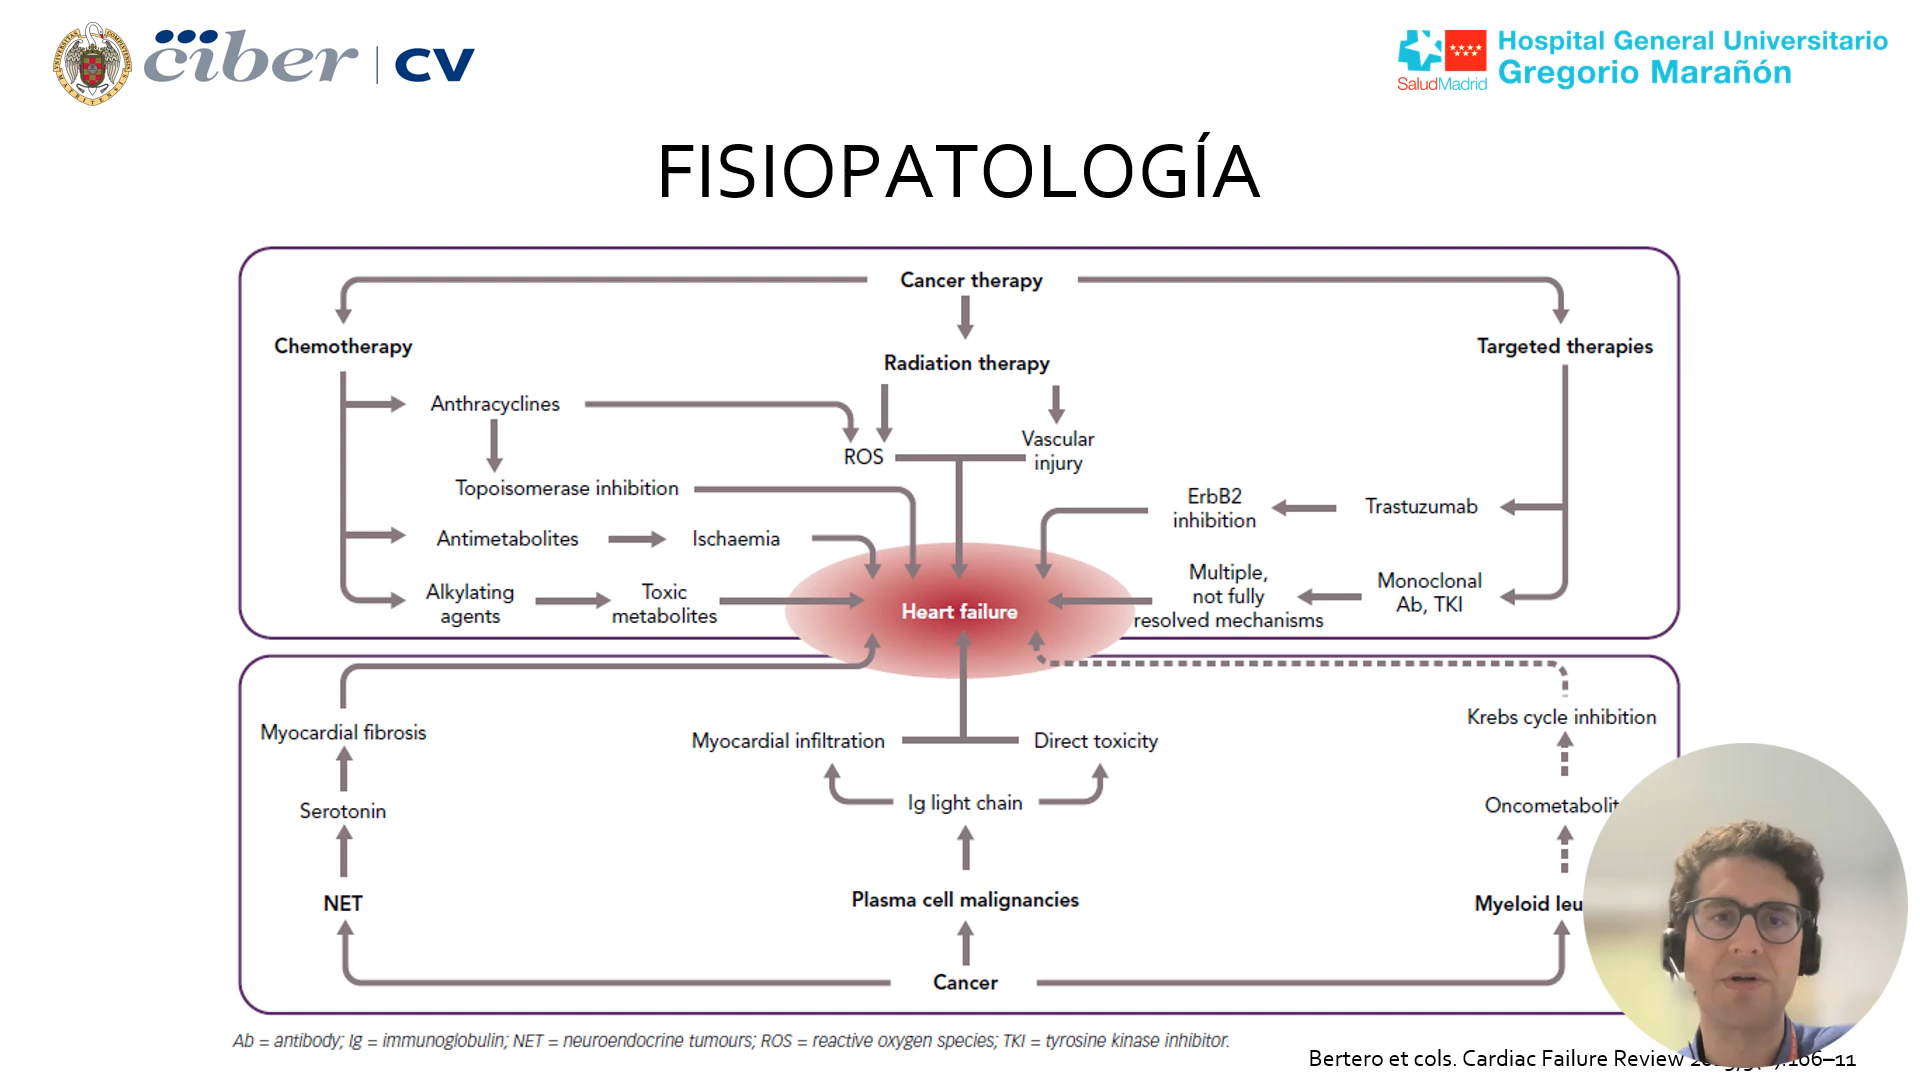 ciber | CV
SaludMadrid
Hospital General Universitario
Gregorio Marañón
FISIOPATOLOGÍA
Cancer therapy
Chemotherapy
Radiation therapy
Targeted therapies
Anthracyclines
ROS
Vascular
injury
Topoisomerase inhibition
ErbB2
inhibition
Trastuzumab
Antimetabolites
Ischaemia
Alkylating
agents
Toxic
metabolites
Heart failure
Multiple,
not fully
resolved mechanisms
Monoclonal
Ab, TKI
Myocardial fibrosis
Myocardial infiltration
Direct toxicity
Krebs cycle inhibition
Serotonin
Ig light chain
NET
Plasma cell malignancies
Myeloid
Cancer
Ab = antibody; Ig = immunoglobulin; NET = neuroendocrine tumours; ROS = reactive oxygen species; TKI = tyrosine kinase inhibitor.
Bertero et cols. Cardiac Failure Review